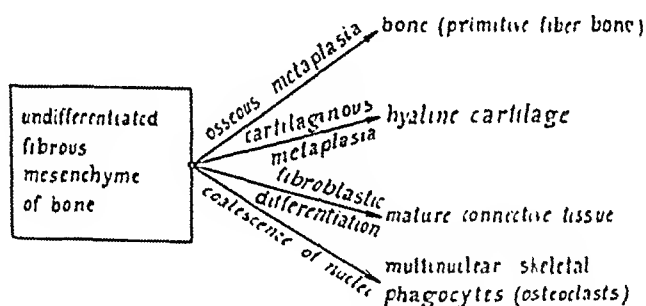 undifferentiated
fibrous
mesenchyme
of bone
osseous metaplasia
bone (primitive fiber bone)
cartilaginous
metaplasia
hyaline cartilage
fibroblastic
differentiation
mature connective tissue
coalescence of nuclei
multinuclear skeletal
phagocytes (osteoclasts)